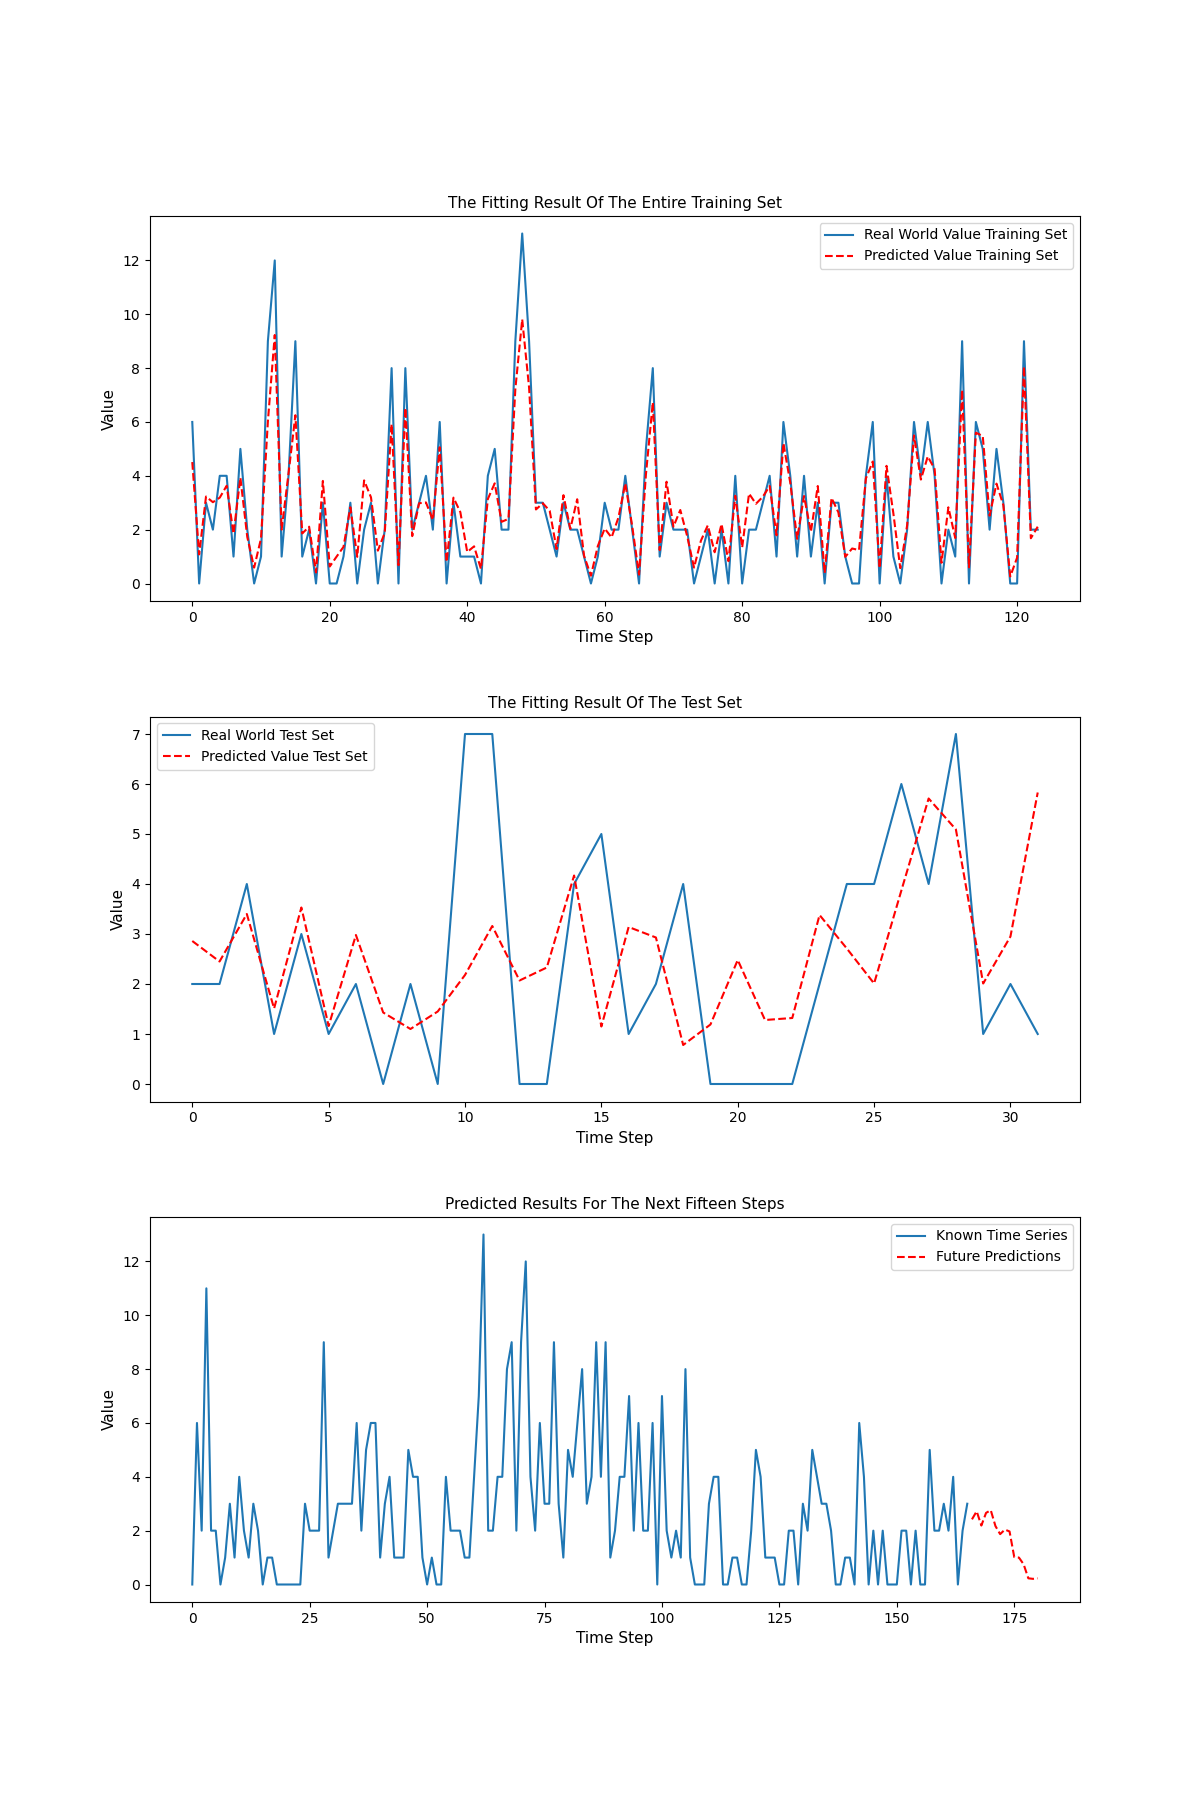 The Fitting Result Of The Entire Training Set
Real World Value Training Set
Predicted Value Training Set
Value
12
10
8
6
4
2
0
0 20 40 60 80 100 120
Time Step
The Fitting Result Of The Test Set
Real World Test Set
Predicted Value Test Set
Value
7
6
5
4
3
2
1
0
0 5 10 15 20 25 30
Time Step
Predicted Results For The Next Fifteen Steps
Known Time Series
Future Predictions
Value
12
10
8
6
4
2
0
0 25 50 75 100 125 150 175
Time Step